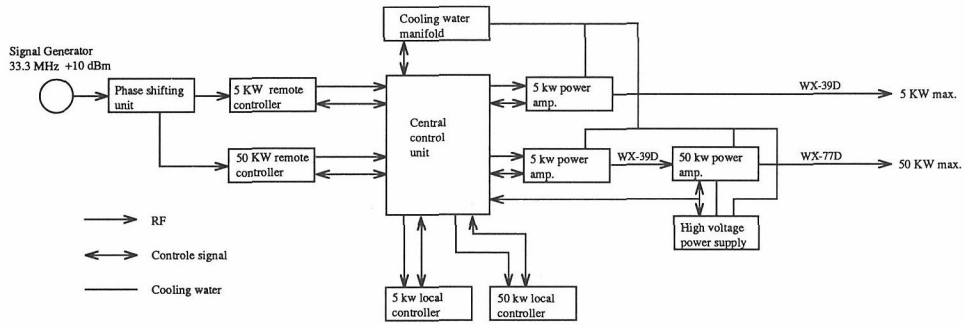 Cooling water
manifold
Signal Generator
33.3 MHz +10 dBm
Phase shifting
unit
5 KW remote
controller
5 kw power
amp.
WX-39D
5 KW max.
Central
control
unit
50 KW remote
controller
5 kw power
amp.
WX-39D
50 kw power
amp.
WX-77D
50 KW max.
RF
High voltage
power supply
Controle signal
Cooling water
5 kw local
controller
50 kw local
controller